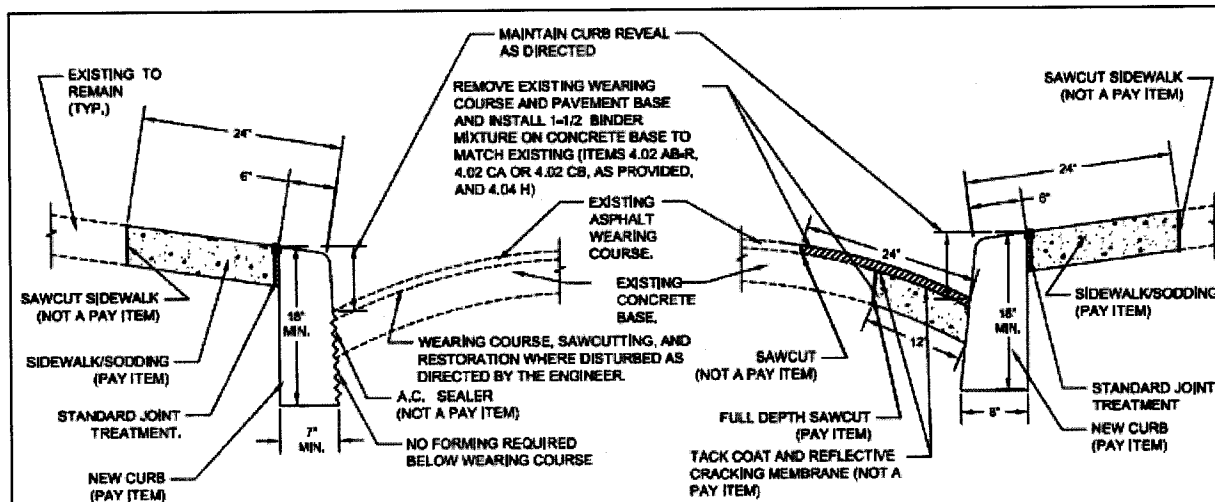 MAINTAIN CURB REVEAL
AS DIRECTED
EXISTING TO
REMAIN
(TYP.)
24"
6"
REMOVE EXISTING WEARING
COURSE AND PAVEMENT BASE
AND INSTALL 1-1/2 BINDER
MIXTURE ON CONCRETE BASE TO
MATCH EXISTING (ITEMS 4.02 AB-R,
4.02 CA OR 4.02 CB, AS PROVIDED,
AND 4.04 H)
SAWCUT SIDEWALK
(NOT A PAY ITEM)
24"
6"
EXISTING
ASPHALT
WEARING
COURSE.
24"
SAWCUT SIDEWALK
(NOT A PAY ITEM)
18"
MIN.
EXISTING
CONCRETE
BASE.
12"
18"
MIN.
SIDEWALK/SODDING
(PAY ITEM)
SIDEWALK/SODDING
(PAY ITEM)
WEARING COURSE, SAWCUTTING, AND
RESTORATION WHERE DISTURBED AS
DIRECTED BY THE ENGINEER.
SAWCUT
(NOT A PAY ITEM)
A.C. SEALER
(NOT A PAY ITEM)
STANDARD JOINT
TREATMENT.
7"
MIN.
NO FORMING REQUIRED
BELOW WEARING COURSE
FULL DEPTH SAWCUT
(PAY ITEM)
8"
STANDARD JOINT
TREATMENT
NEW CURB
(PAY ITEM)
NEW CURB
(PAY ITEM)
TACK COAT AND REFLECTIVE
CRACKING MEMBRANE (NOT A
PAY ITEM)